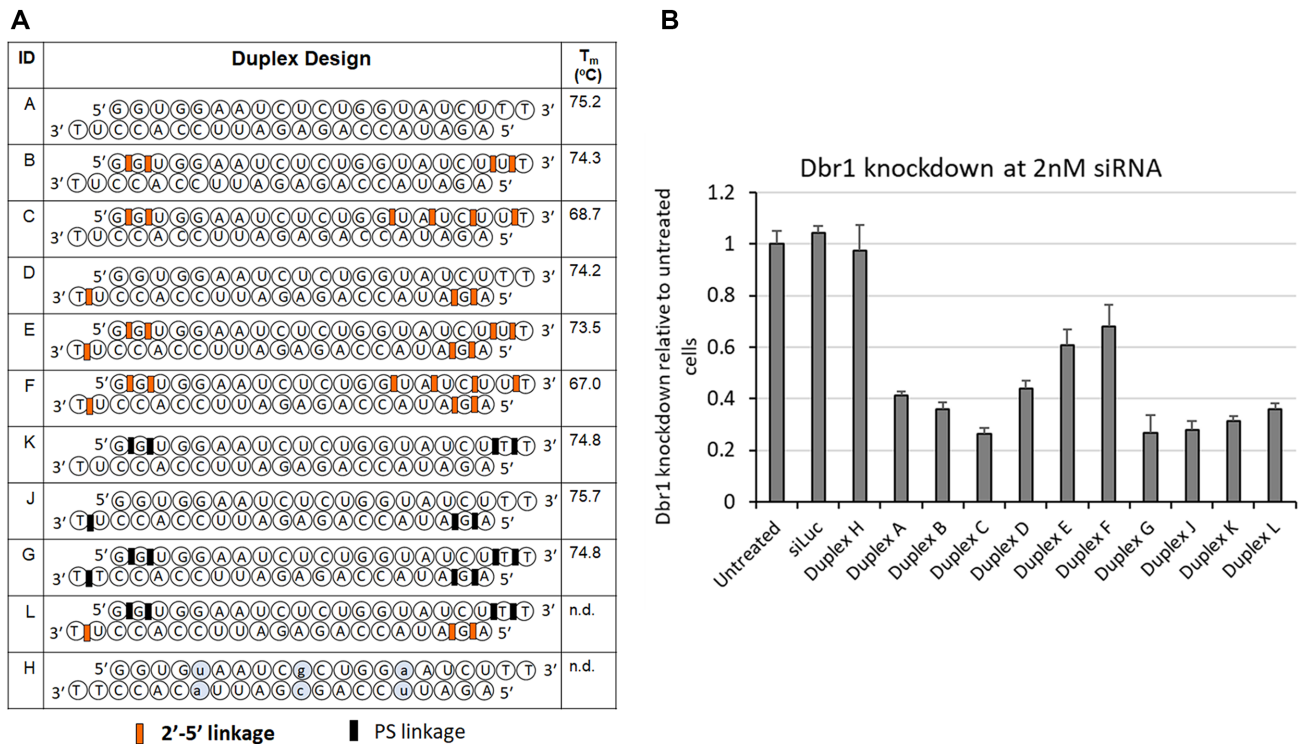 A
ID Duplex Design Tm (oC)
A 5' G G U G G A A U C U C U G G U A U C U T T 3' 75.2
3' T U C C A C C U U A G A G A C C A U A G A 5'
B 5' G G U G G A A U C U C U G G U A U C U U T 3' 74.3
3' T U C C A C C U U A G A G A C C A U A G A 5'
C 5' G G U G G A A U C U C U G G U A U C U U T 3' 68.7
3' T U C C A C C U U A G A G A C C A U A G A 5'
D 5' G G U G G A A U C U C U G G U A U C U T T 3' 74.2
3' T U C C A C C U U A G A G A C C A U A G A 5'
E 5' G G U G G A A U C U C U G G U A U C U U T 3' 73.5
3' T U C C A C C U U A G A G A C C A U A G A 5'
F 5' G G U G G A A U C U C U G G U A U C U U T 3' 67.0
3' T U C C A C C U U A G A G A C C A U A G A 5'
K 5' G G U G G A A U C U C U G G U A U C U T T 3' 74.8
3' T U C C A C C U U A G A G A C C A U A G A 5'
J 5' G G U G G A A U C U C U G G U A U C U T T 3' 75.7
3' T U C C A C C U U A G A G A C C A U A G A 5'
G 5' G G U G G A A U C U C U G G U A U C U T T 3' 74.8
3' T T C C A C C U U A G A G A C C A U A G A 5'
L 5' G G U G G A A U C U C U G G U A U C U T T 3' n.d.
3' T U C C A C C U U A G A G A C C A U A G A 5'
H 5' G G U G u A A U C g C U G G a A U C U T T 3' n.d.
3' T T C C A C a U U A G c G A C C u U A G A 5'
2'-5' linkage PS linkage
B
Dbr1 knockdown at 2nM siRNA
Dbr1 knockdown relative to untreated cells
1.2
1
0.8
0.6
0.4
0.2
0
Untreated
siLuc
Duplex H
Duplex A
Duplex B
Duplex C
Duplex D
Duplex E
Duplex F
Duplex G
Duplex J
Duplex K
Duplex L